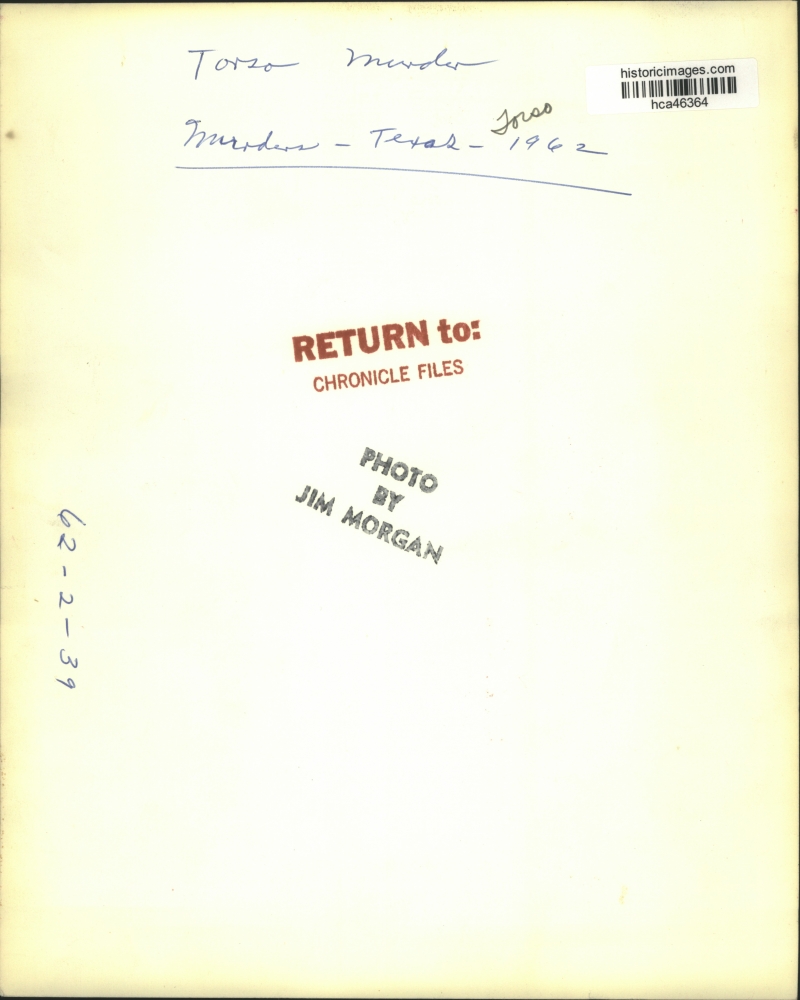 Torso Murder
historicimages.com
hca46364
Torso
Murders - Texas - 1962
RETURN to:
CHRONICLE FILES
PHOTO
BY
JIM MORGAN
62-2-39